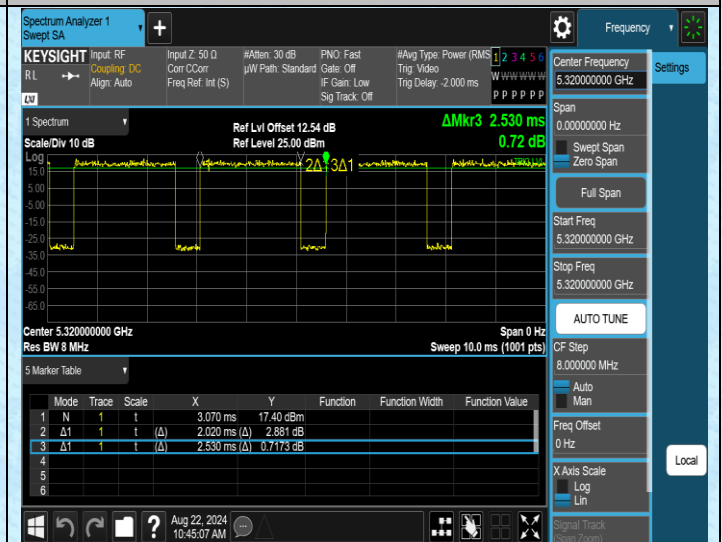 Spectrum Analyzer 1
Swept SA
+
Frequency
KEYSIGHT Input: RF Input Z: 50 Ω #Atten: 30 dB PNO: Fast #Avg Type: Power (RMS 1 2 3 4 5 6
RL Coupling: DC Corr CCorr µW Path: Standard Gate: Off Trig: Video W W W W W W
Align: Auto Freq Ref: Int (S) IF Gain: Low Trig Delay: -2.000 ms P P P P P P
LXI Sig Track: Off
1 Spectrum Ref Lvl Offset 12.54 dB ΔMkr3 2.530 ms
Scale/Div 10 dB Ref Level 25.00 dBm 0.72 dB
Log
15.0
5.00
-5.00
-15.0
-25.0
-35.0
-45.0
-55.0
-65.0
2Δ1 3Δ1
Center 5.320000000 GHz Span 0 Hz
Res BW 8 MHz Sweep 10.0 ms (1001 pts)
5 Marker Table
Mode Trace Scale X Y Function Function Width Function Value
1 N 1 t 3.070 ms 17.40 dBm
2 Δ1 1 t (Δ) 2.020 ms (Δ) 2.881 dB
3 Δ1 1 t (Δ) 2.530 ms (Δ) 0.7173 dB
4
5
6
?
Aug 22, 2024
10:45:07 AM
Center Frequency
5.320000000 GHz
Settings
Span
0.00000000 Hz
Swept Span
Zero Span
Full Span
Start Freq
5.320000000 GHz
Stop Freq
5.320000000 GHz
AUTO TUNE
CF Step
8.000000 MHz
Auto
Man
Freq Offset
0 Hz
X Axis Scale
Log
Lin
Local
Signal Track
(Span Zoom)